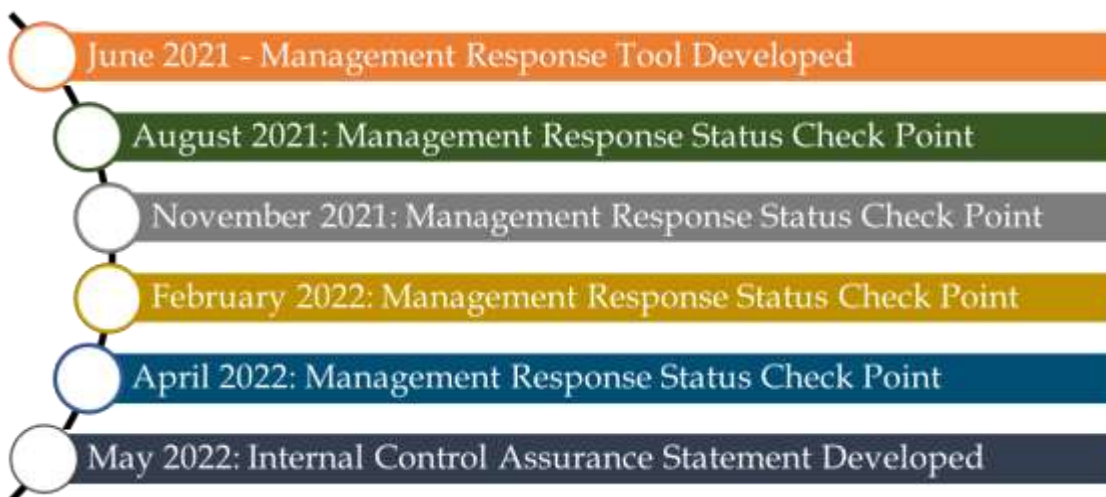 June 2021 - Management Response Tool Developed
August 2021: Management Response Status Check Point
November 2021: Management Response Status Check Point
February 2022: Management Response Status Check Point
April 2022: Management Response Status Check Point
May 2022: Internal Control Assurance Statement Developed